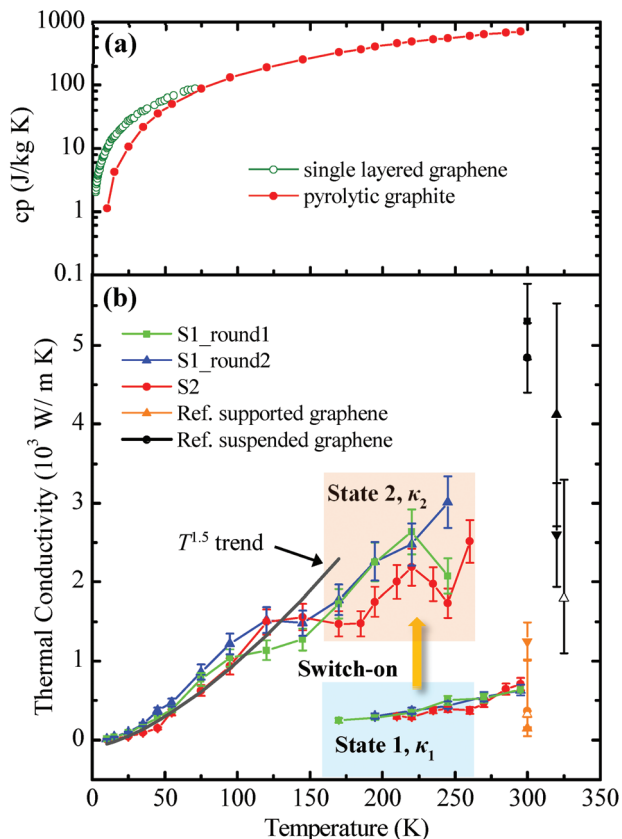 1000
(a)
100
10
1
0.1
cp (J/kg K)
single layered graphene
pyrolytic graphite
(b)
S1_round1
S1_round2
S2
Ref. supported graphene
Ref. suspended graphene
5
4
3
2
1
0
Thermal Conductivity (10³ W/ m K)
State 2, κ₂
T¹·⁵ trend
Switch-on
State 1, κ₁
0 50 100 150 200 250 300 350
Temperature (K)